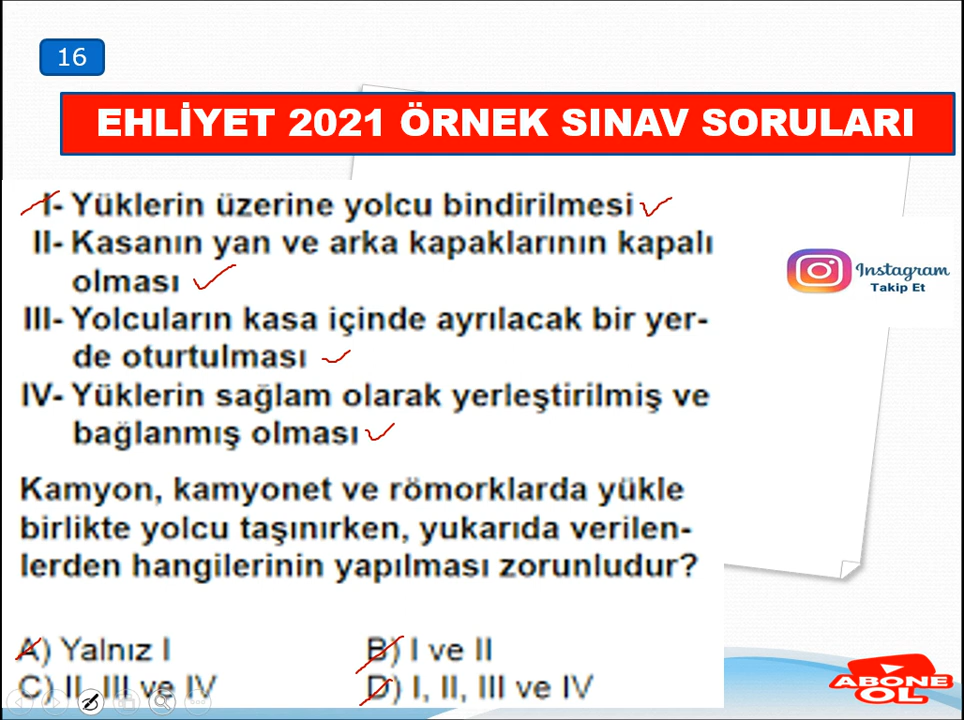 16
EHLİYET 2021 ÖRNEK SINAV SORULARI
I- Yüklerin üzerine yolcu bindirilmesi
II- Kasanın yan ve arka kapaklarının kapalı
olması
III- Yolcuların kasa içinde ayrılacak bir yer-
de oturtulması
IV- Yüklerin sağlam olarak yerleştirilmiş ve
bağlanmış olması
Instagram
Takip Et
Kamyon, kamyonet ve römorklarda yükle
birlikte yolcu taşınırken, yukarıda verilen-
lerden hangilerinin yapılması zorunludur?
A) Yalnız I
B) I ve II
C) II, III ve IV
D) I, II, III ve IV
ABONE
OL